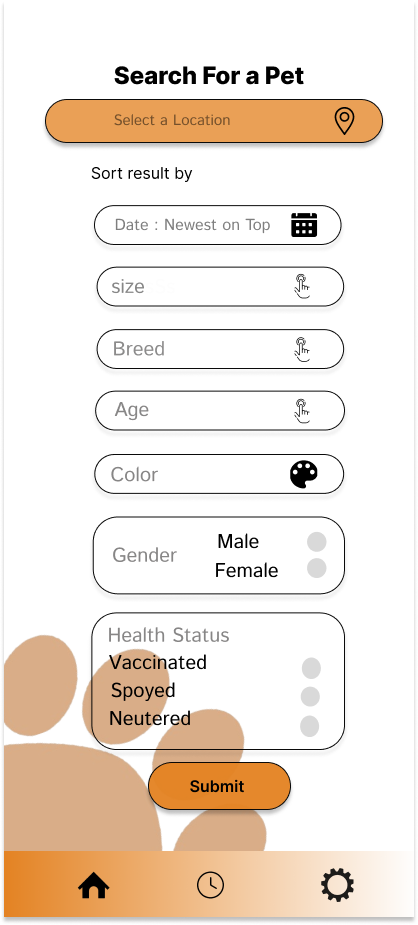 Search For a Pet
Select a Location
Sort result by
Date : Newest on Top
size
Breed
Age
Color
Gender
Male
Female
Health Status
Vaccinated
Spoyed
Neutered
Submit